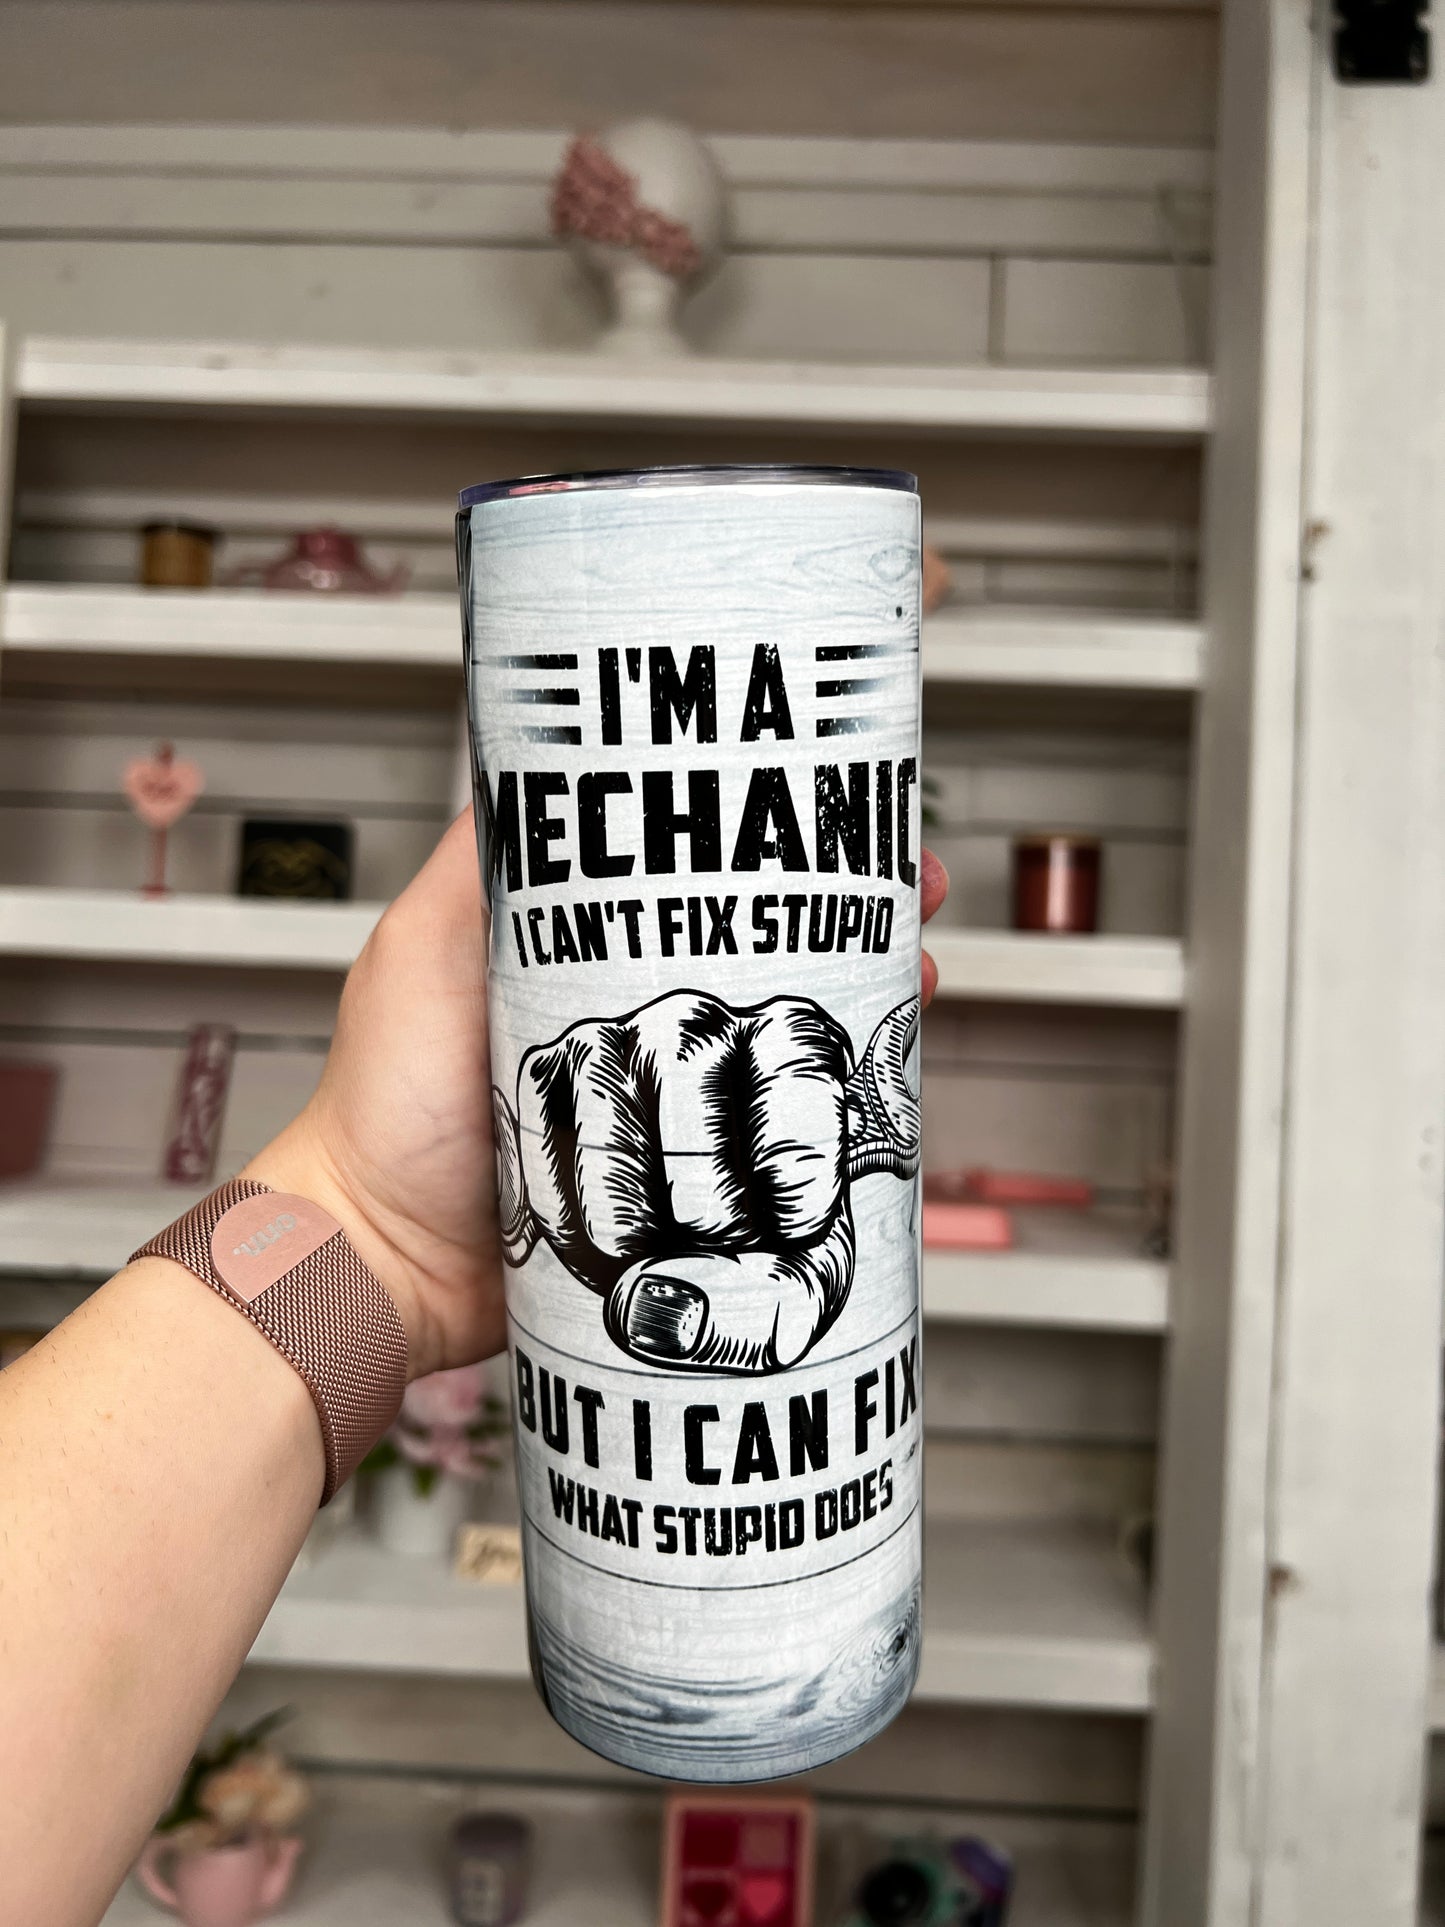 I'M A
MECHANIC
I CAN'T FIX STUPID
BUT I CAN FIX
WHAT STUPID DOES